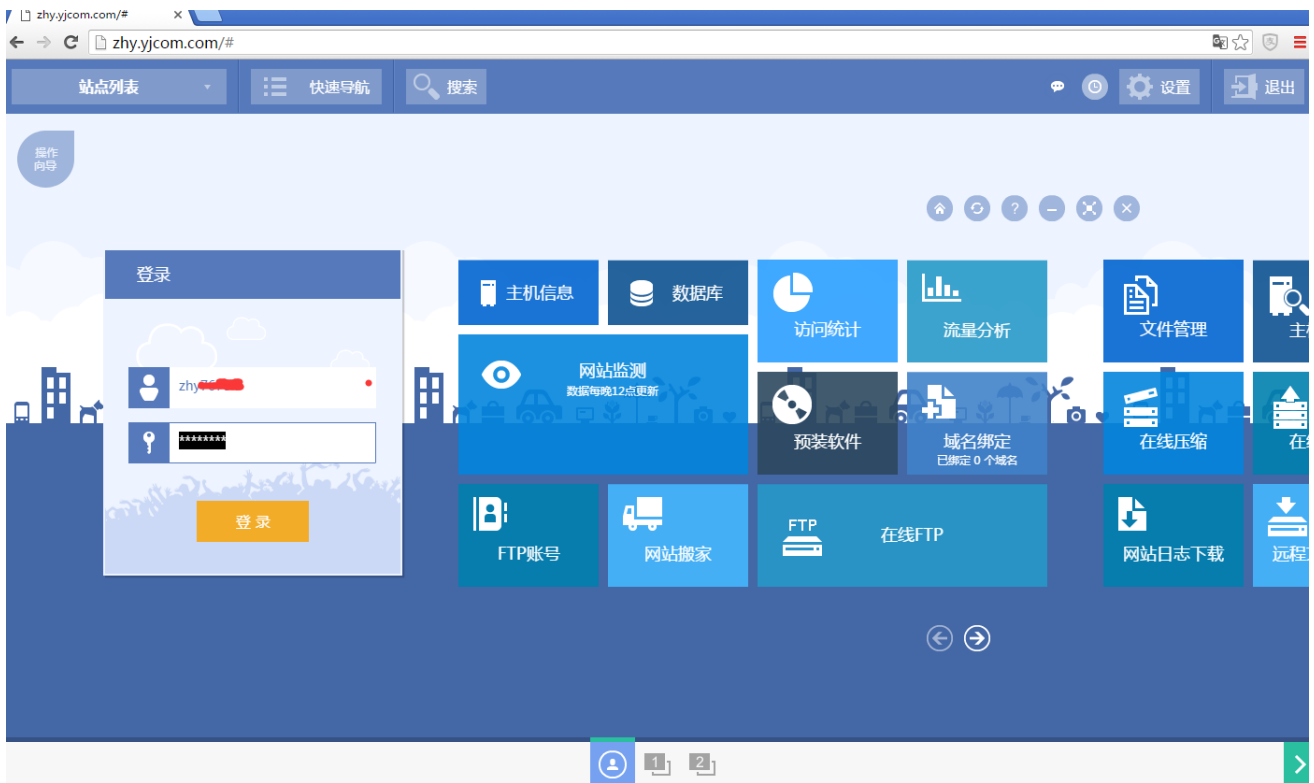 zhy.yjcom.com/#
zhy.yjcom.com/#
站点列表
快速导航
搜索
设置
退出
操作
向导
登录
zhy
********
登 录
主机信息
数据库
访问统计
流量分析
网站监测
数据每晚12点更新
预装软件
域名绑定
已绑定 0 个域名
FTP账号
网站搬家
FTP
在线FTP
文件管理
主
在线压缩
在
网站日志下载
远程
1
2